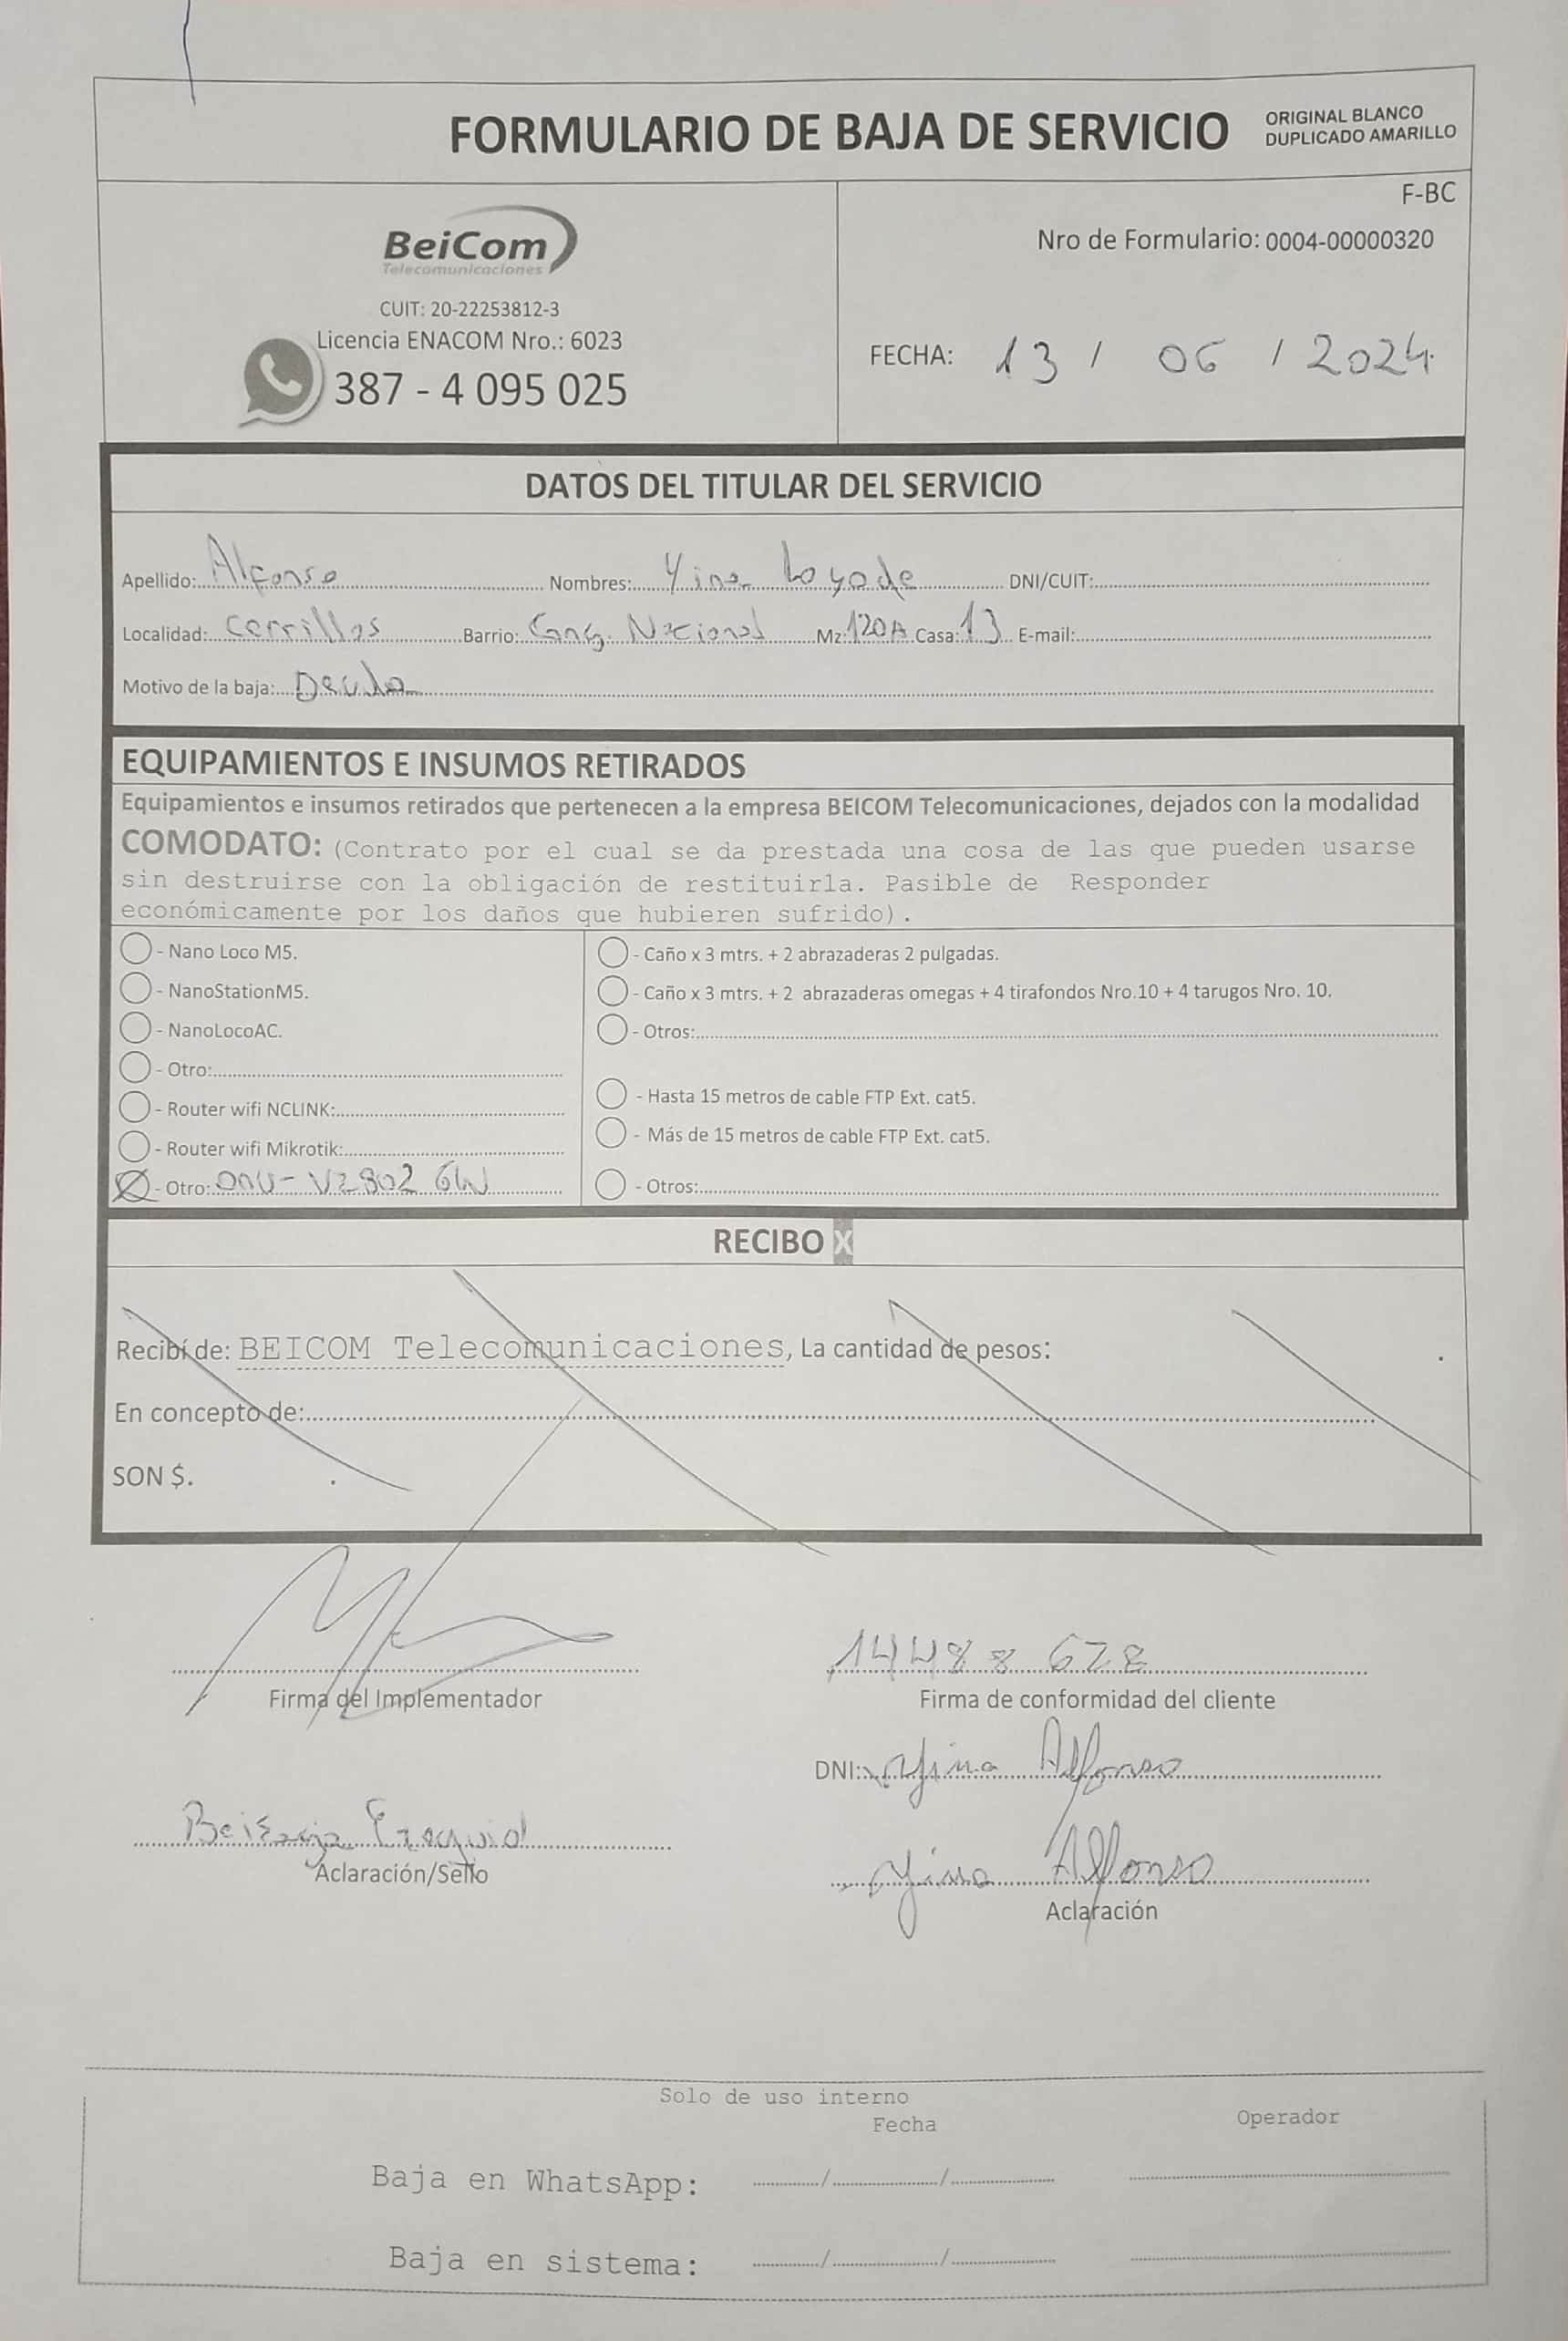 FORMULARIO DE BAJA DE SERVICIO
ORIGINAL BLANCO
DUPLICADO AMARILLO
F-BC
BeiCom
Telecomunicaciones
CUIT: 20-22253812-3
Licencia ENACOM Nro.: 6023
387 - 4 095 025
Nro de Formulario: 0004-00000320
FECHA: 13 / 06 / 2024
DATOS DEL TITULAR DEL SERVICIO
Apellido: Alfonso Nombres: Yina DNI/CUIT:
Localidad: Cerrillos Barrio: Cong. Nacional Mz: 120A Casa: 13 E-mail:
Motivo de la baja: Deuda
EQUIPAMIENTOS E INSUMOS RETIRADOS
Equipamientos e insumos retirados que pertenecen a la empresa BEICOM Telecomunicaciones, dejados con la modalidad
COMODATO: (Contrato por el cual se da prestada una cosa de las que pueden usarse
sin destruirse con la obligación de restituirla. Pasible de Responder
económicamente por los daños que hubieren sufrido).
- Nano Loco M5.
- NanoStationM5.
- NanoLocoAC.
- Otro:
- Router wifi NCLINK:
- Router wifi Mikrotik:
- Otro: ONU- V2802 GW
- Caño x 3 mtrs. + 2 abrazaderas 2 pulgadas.
- Caño x 3 mtrs. + 2 abrazaderas omegas + 4 tirafondos Nro.10 + 4 tarugos Nro. 10.
- Otros:
- Hasta 15 metros de cable FTP Ext. cat5.
- Más de 15 metros de cable FTP Ext. cat5.
- Otros:
RECIBO X
Recibí de: BEICOM Telecomunicaciones, La cantidad de pesos:
En concepto de:
SON $.
Firma del Implementador
Ezequiel
Aclaración/Sello
14488 678
Firma de conformidad del cliente
DNI: Yina Alfonso
Yina Alfonso
Aclaración
Solo de uso interno
Fecha Operador
Baja en WhatsApp: / /
Baja en sistema: / /